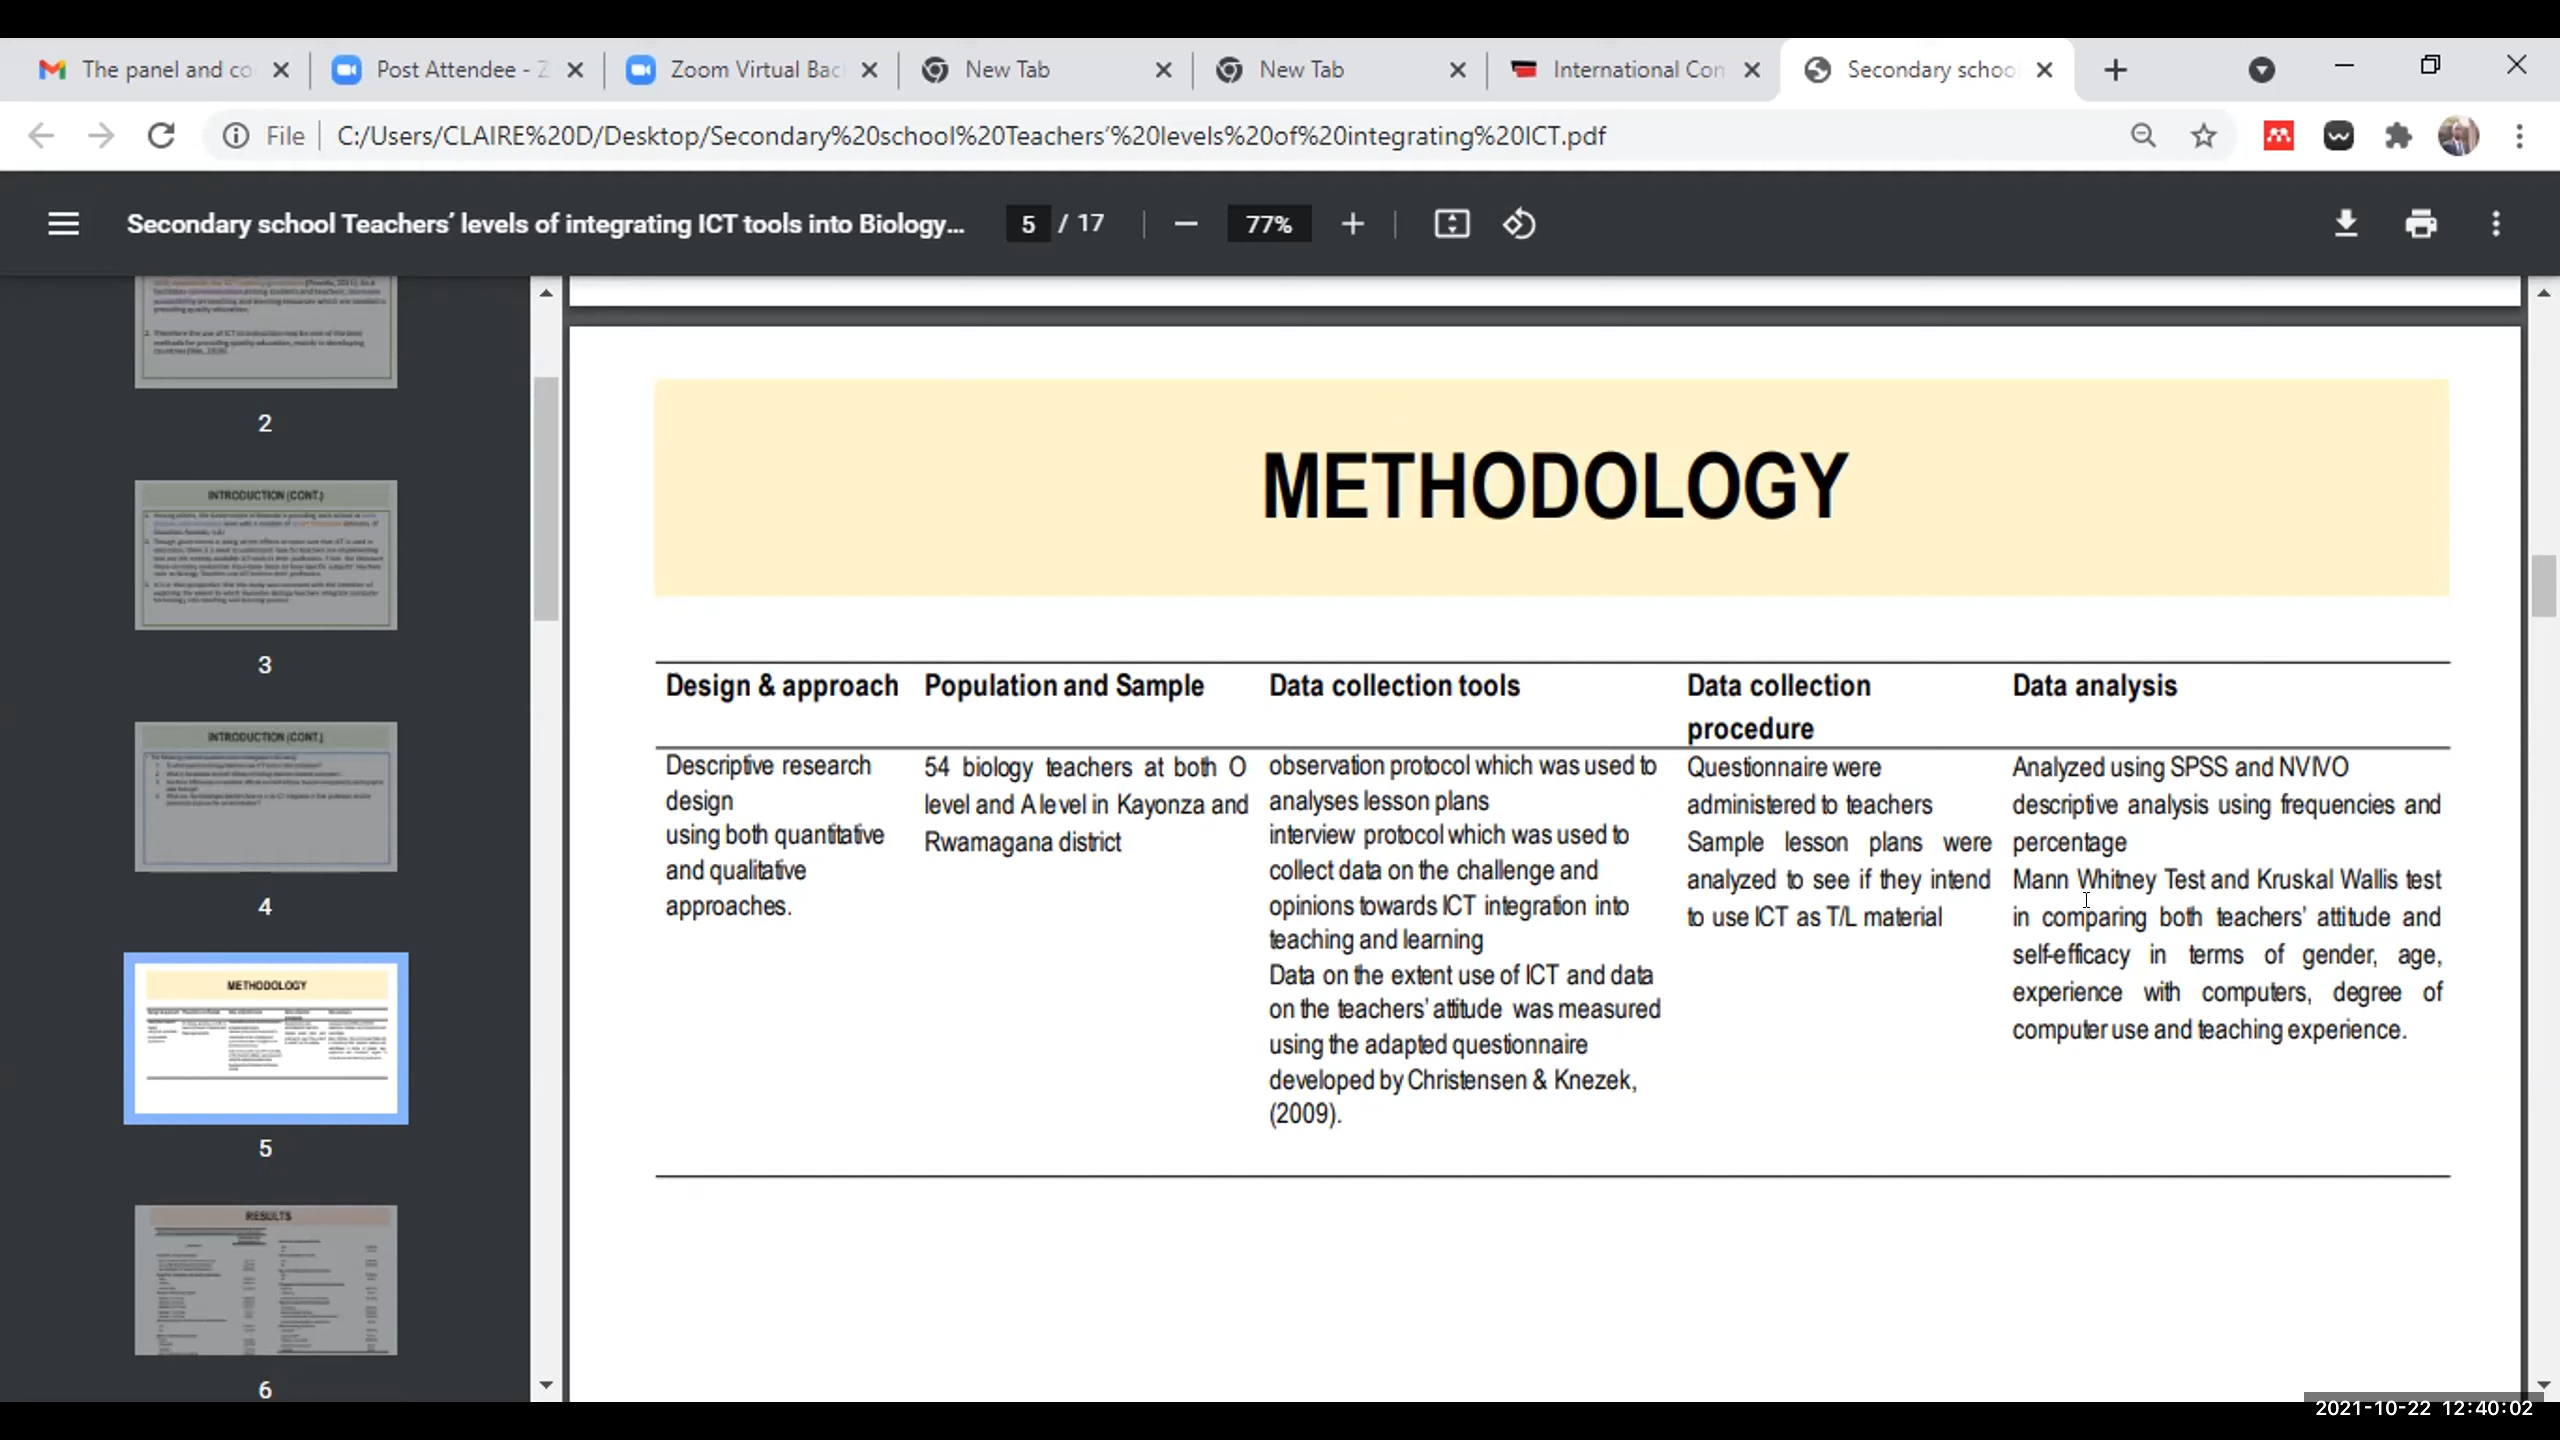 The panel and co
Post Attendee - Z
Zoom Virtual Bac
New Tab
New Tab
International Con
Secondary schoo
File
C:/Users/CLAIRE%20D/Desktop/Secondary%20school%20Teachers’%20levels%20of%20integrating%20ICT.pdf
Secondary school Teachers’ levels of integrating ICT tools into Biology...
5 / 17
77%
2
INTRODUCTION (CONT.)
3
INTRODUCTION (CONT.)
4
METHODOLOGY
5
RESULTS
6
METHODOLOGY
Design & approach
Descriptive research
design
using both quantitative
and qualitative
approaches.
Population and Sample
54 biology teachers at both O
level and A level in Kayonza and
Rwamagana district
Data collection tools
observation protocol which was used to
analyses lesson plans
interview protocol which was used to
collect data on the challenge and
opinions towards ICT integration into
teaching and learning
Data on the extent use of ICT and data
on the teachers’ attitude was measured
using the adapted questionnaire
developed by Christensen & Knezek,
(2009).
Data collection
procedure
Questionnaire were
administered to teachers
Sample lesson plans were
analyzed to see if they intend
to use ICT as T/L material
Data analysis
Analyzed using SPSS and NVIVO
descriptive analysis using frequencies and
percentage
Mann Whitney Test and Kruskal Wallis test
in comparing both teachers’ attitude and
self-efficacy in terms of gender, age,
experience with computers, degree of
computer use and teaching experience.
2021-10-22 12:40:02